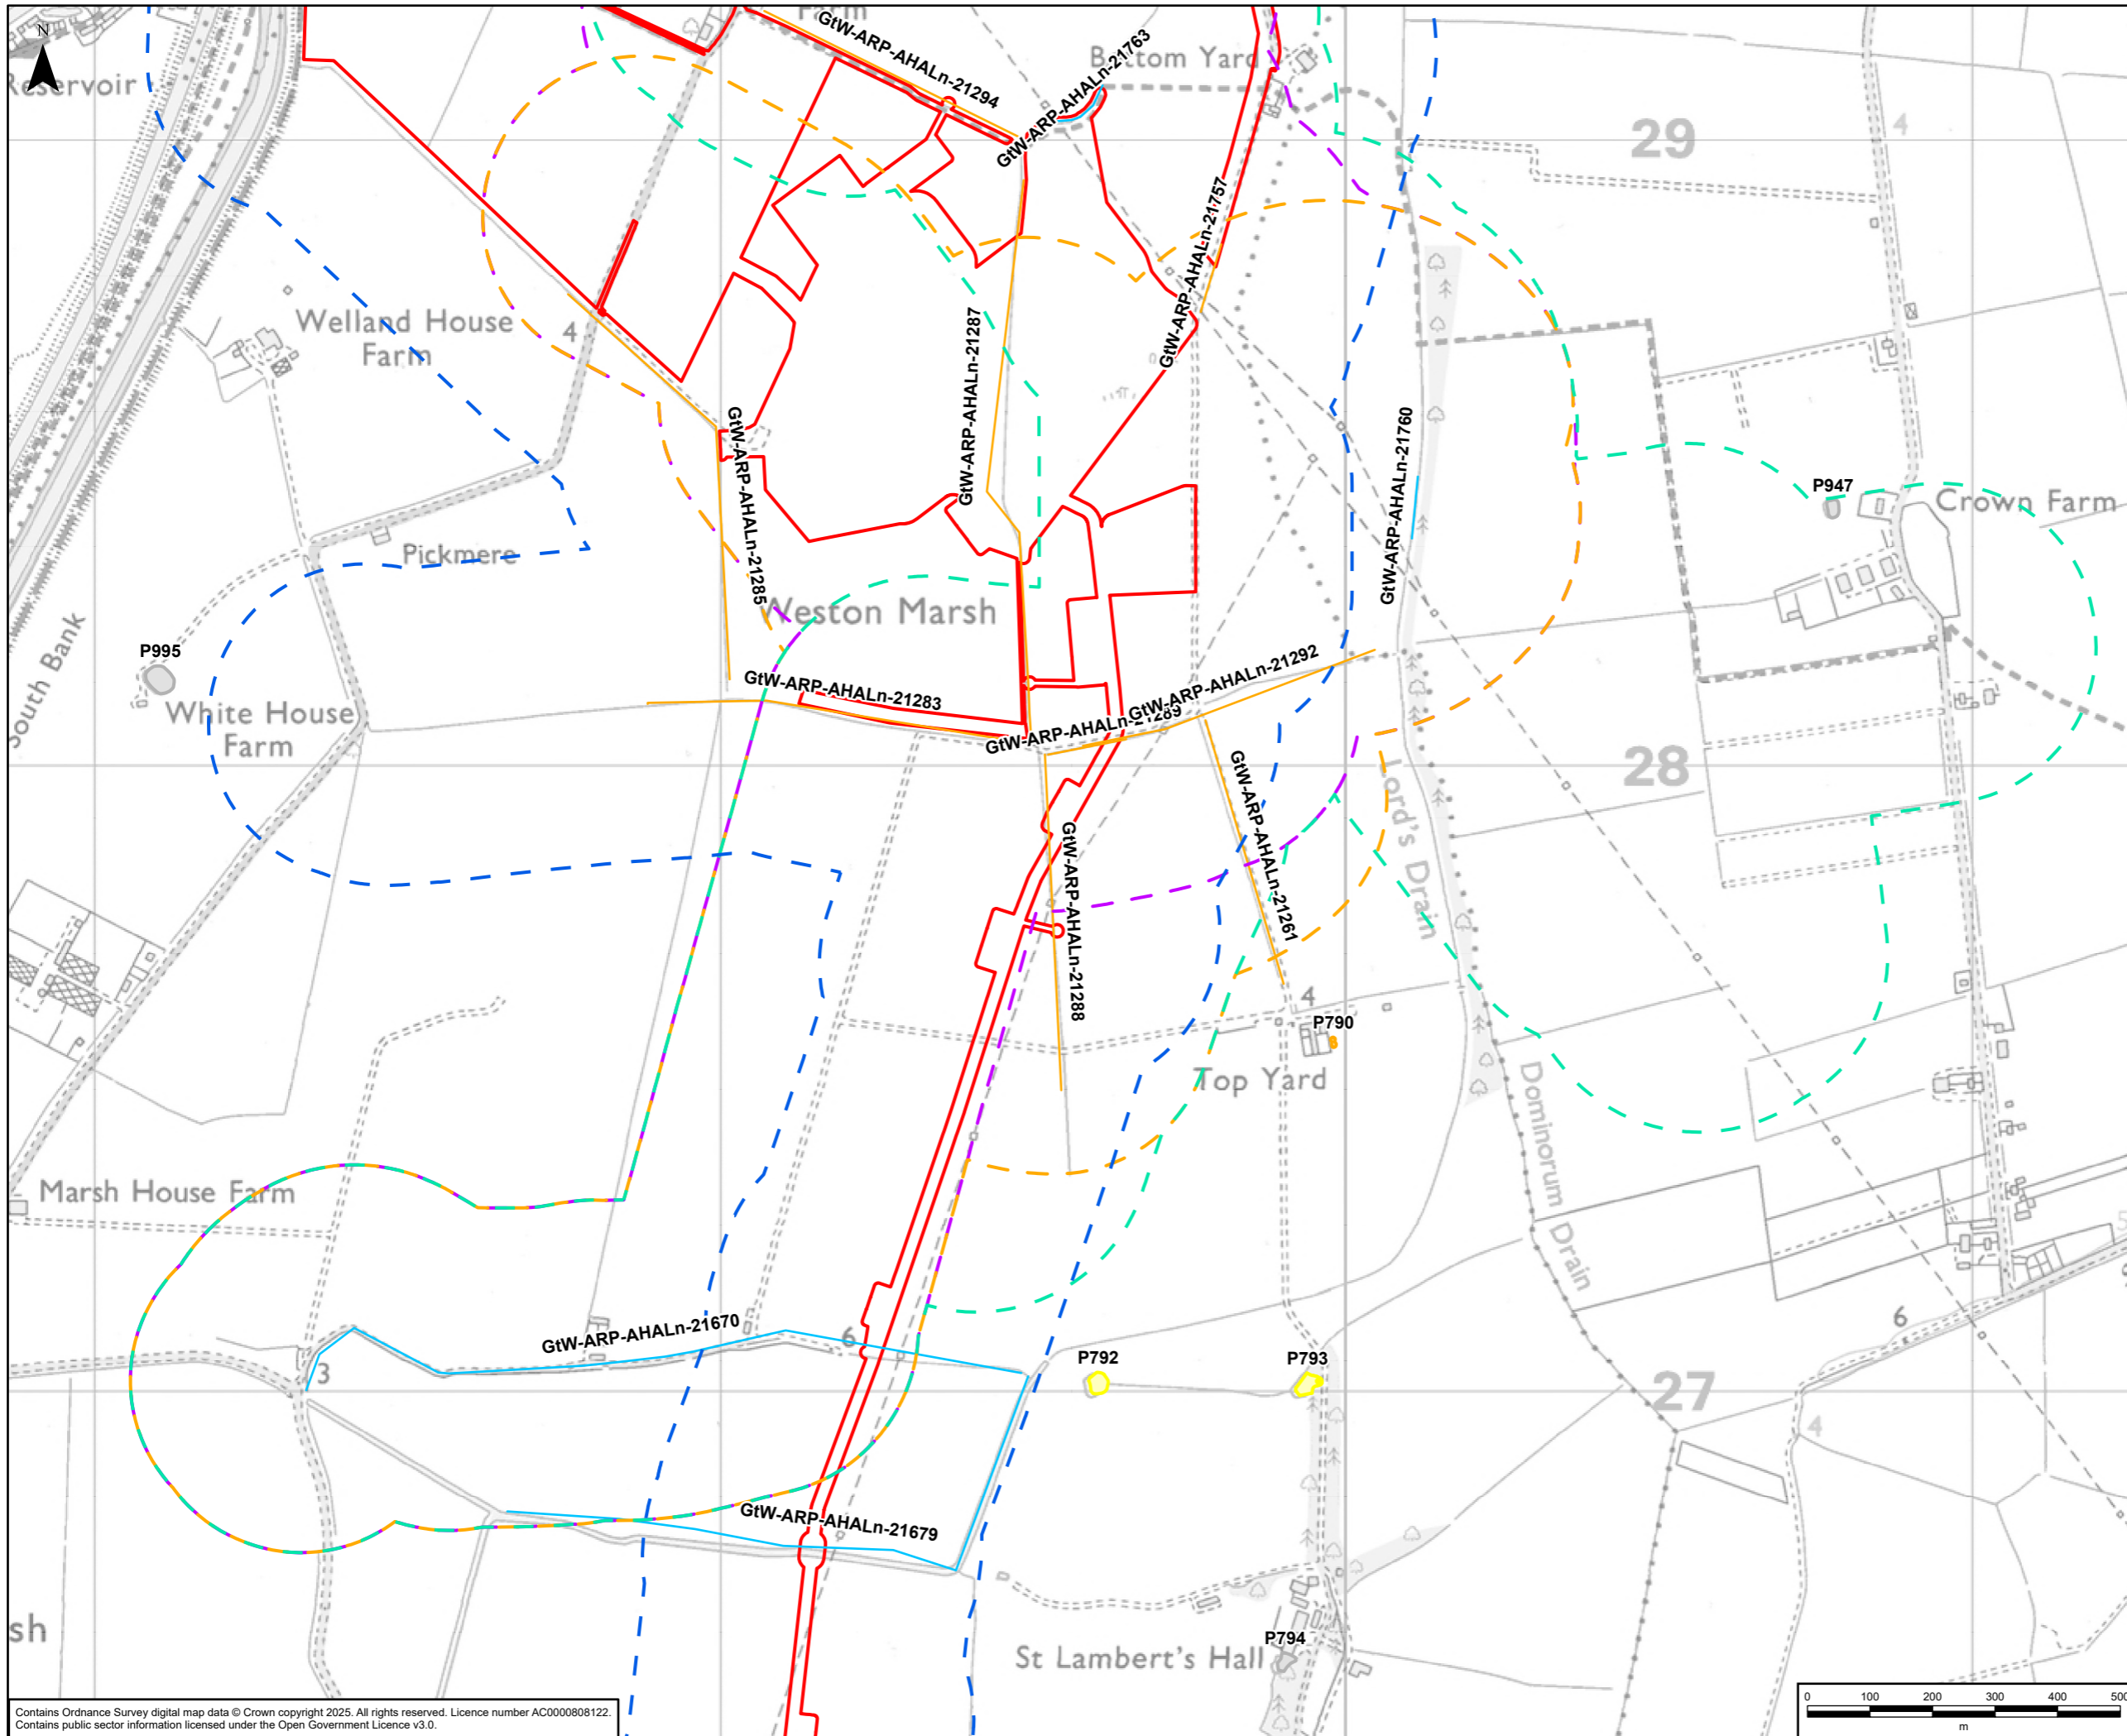 Farm
N
GtW-ARP-AHALn-21294
GtW-ARP-AHALn-21763
Bottom Yard
Reservoir
29
4
GtW-ARP-AHALn-21757
Welland House
Farm
4
GtW-ARP-AHALn-21287
GtW-ARP-AHALn-21285
GtW-ARP-AHALn-21760
P947
Crown Farm
Pickmere
Weston Marsh
South Bank
P995
White House
Farm
GtW-ARP-AHALn-21283
GtW-ARP-AHALn-21289
GtW-ARP-AHALn-21292
28
GtW-ARP-AHALn-21261
Lord's Drain
GtW-ARP-AHALn-21288
4
P790
Top Yard
Dominorum Drain
Marsh House Farm
5
6
GtW-ARP-AHALn-21670
6
3
P792
P793
27
4
GtW-ARP-AHALn-21679
sh
P794
St Lambert's Hall
Contains Ordnance Survey digital map data © Crown copyright 2025. All rights reserved. Licence number AC0000808122.
Contains public sector information licensed under the Open Government Licence v3.0.
0 100 200 300 400 500
m